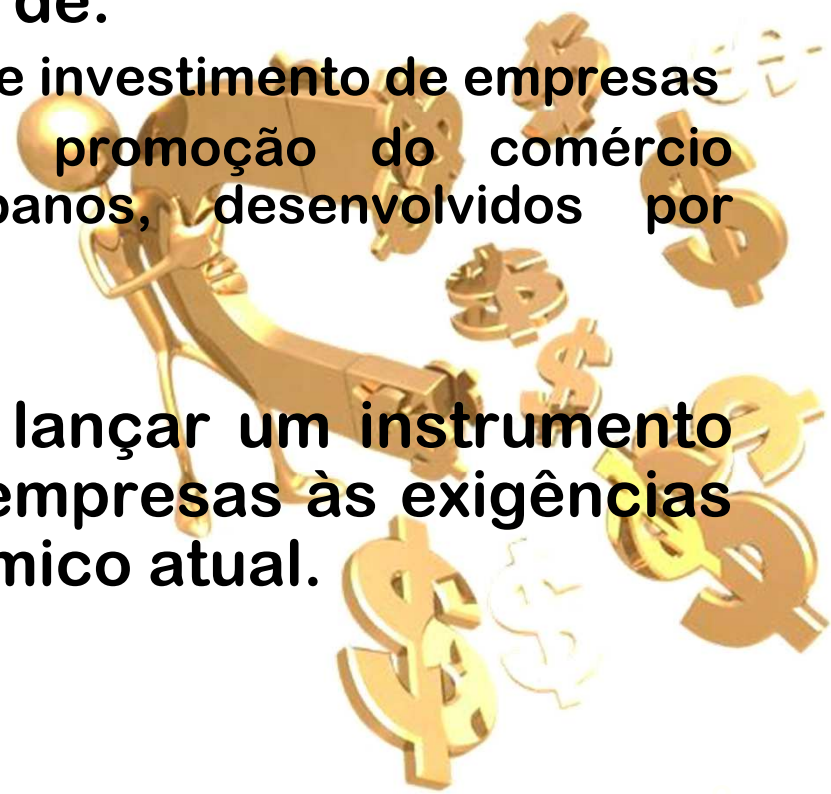 de:
e investimento de empresas
promoção do comércio
banos, desenvolvidos por
lançar um instrumento
empresas às exigências
mico atual.